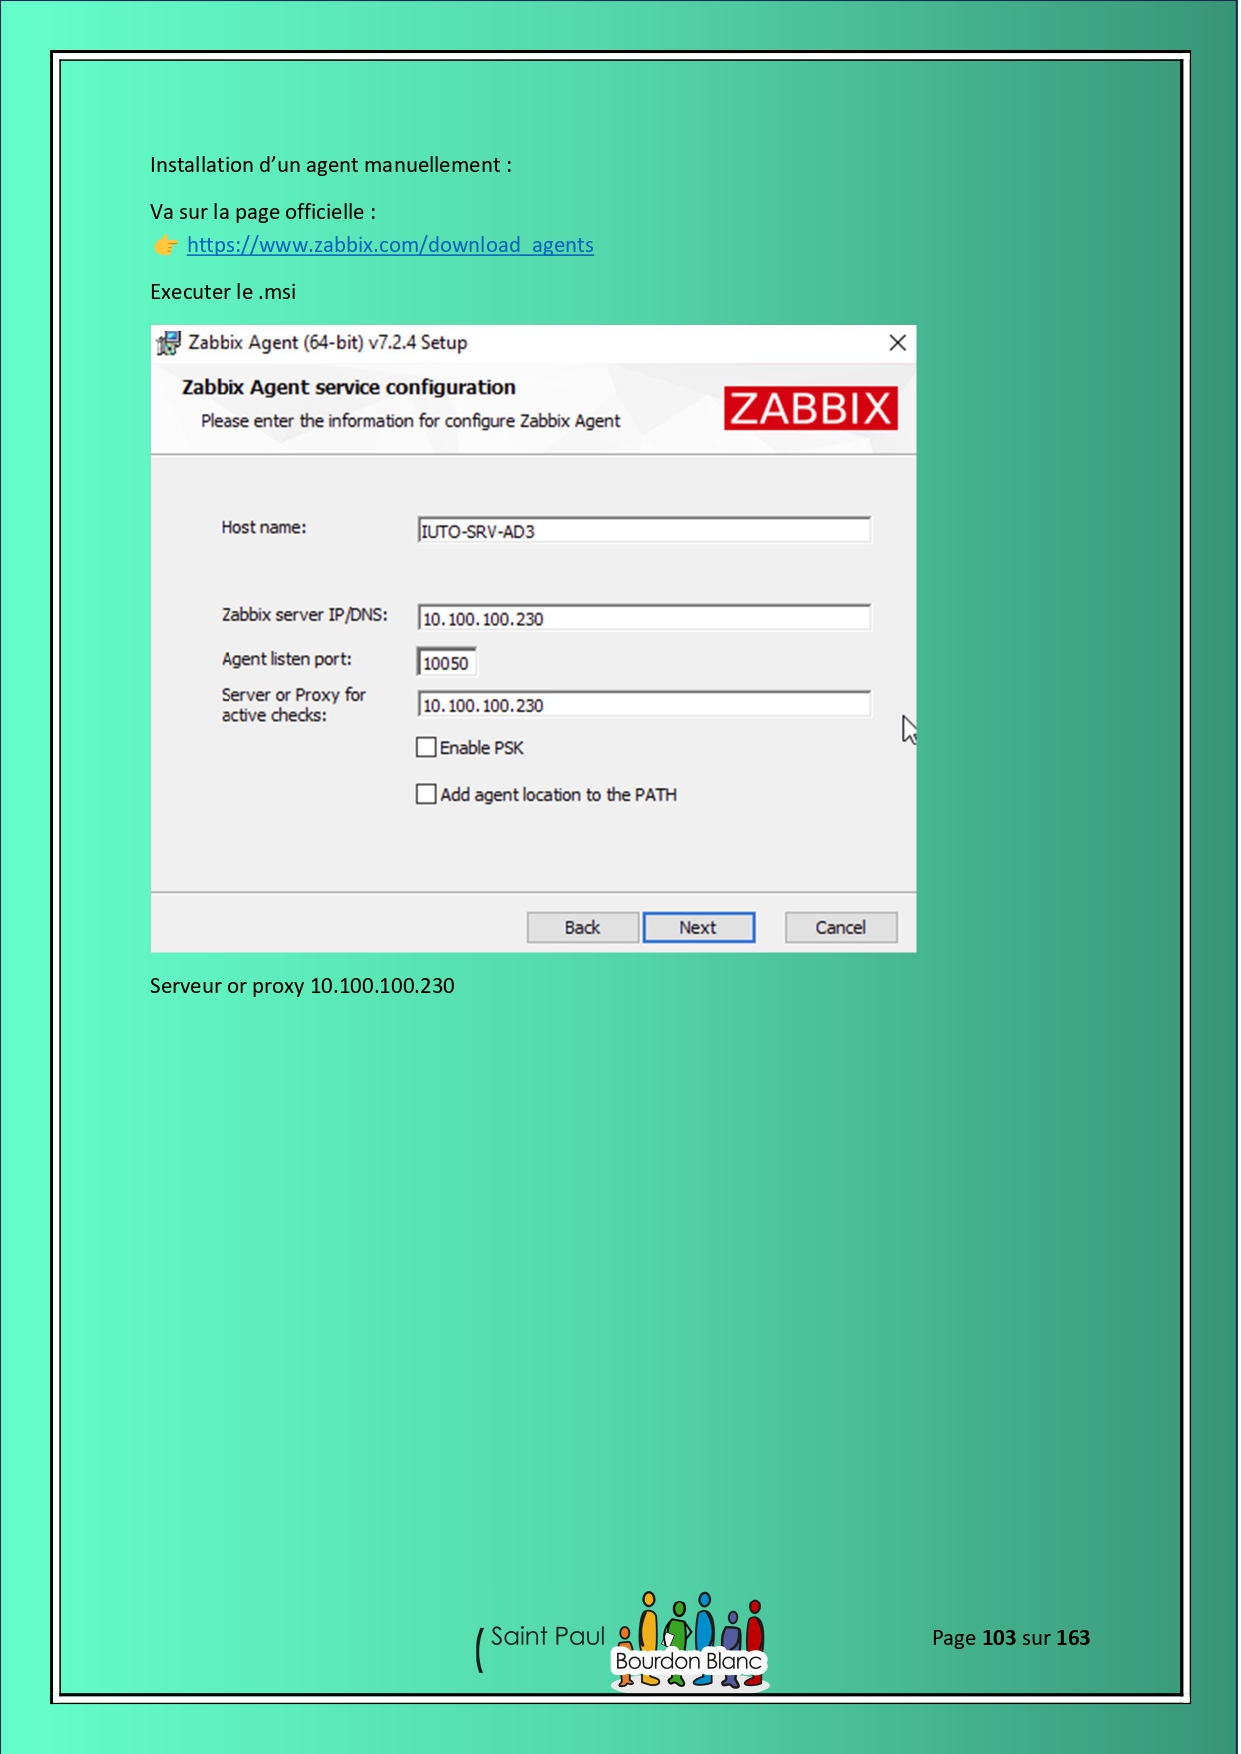 Installation d’un agent manuellement :
Va sur la page officielle :
👉 https://www.zabbix.com/download_agents
Executer le .msi
Zabbix Agent (64-bit) v7.2.4 Setup
Zabbix Agent service configuration
Please enter the information for configure Zabbix Agent
ZABBIX
Host name: IUTO-SRV-AD3
Zabbix server IP/DNS: 10.100.100.230
Agent listen port: 10050
Server or Proxy for
active checks: 10.100.100.230
Enable PSK
Add agent location to the PATH
Back Next Cancel
Serveur or proxy 10.100.100.230
Saint Paul
Bourdon Blanc
Page 103 sur 163